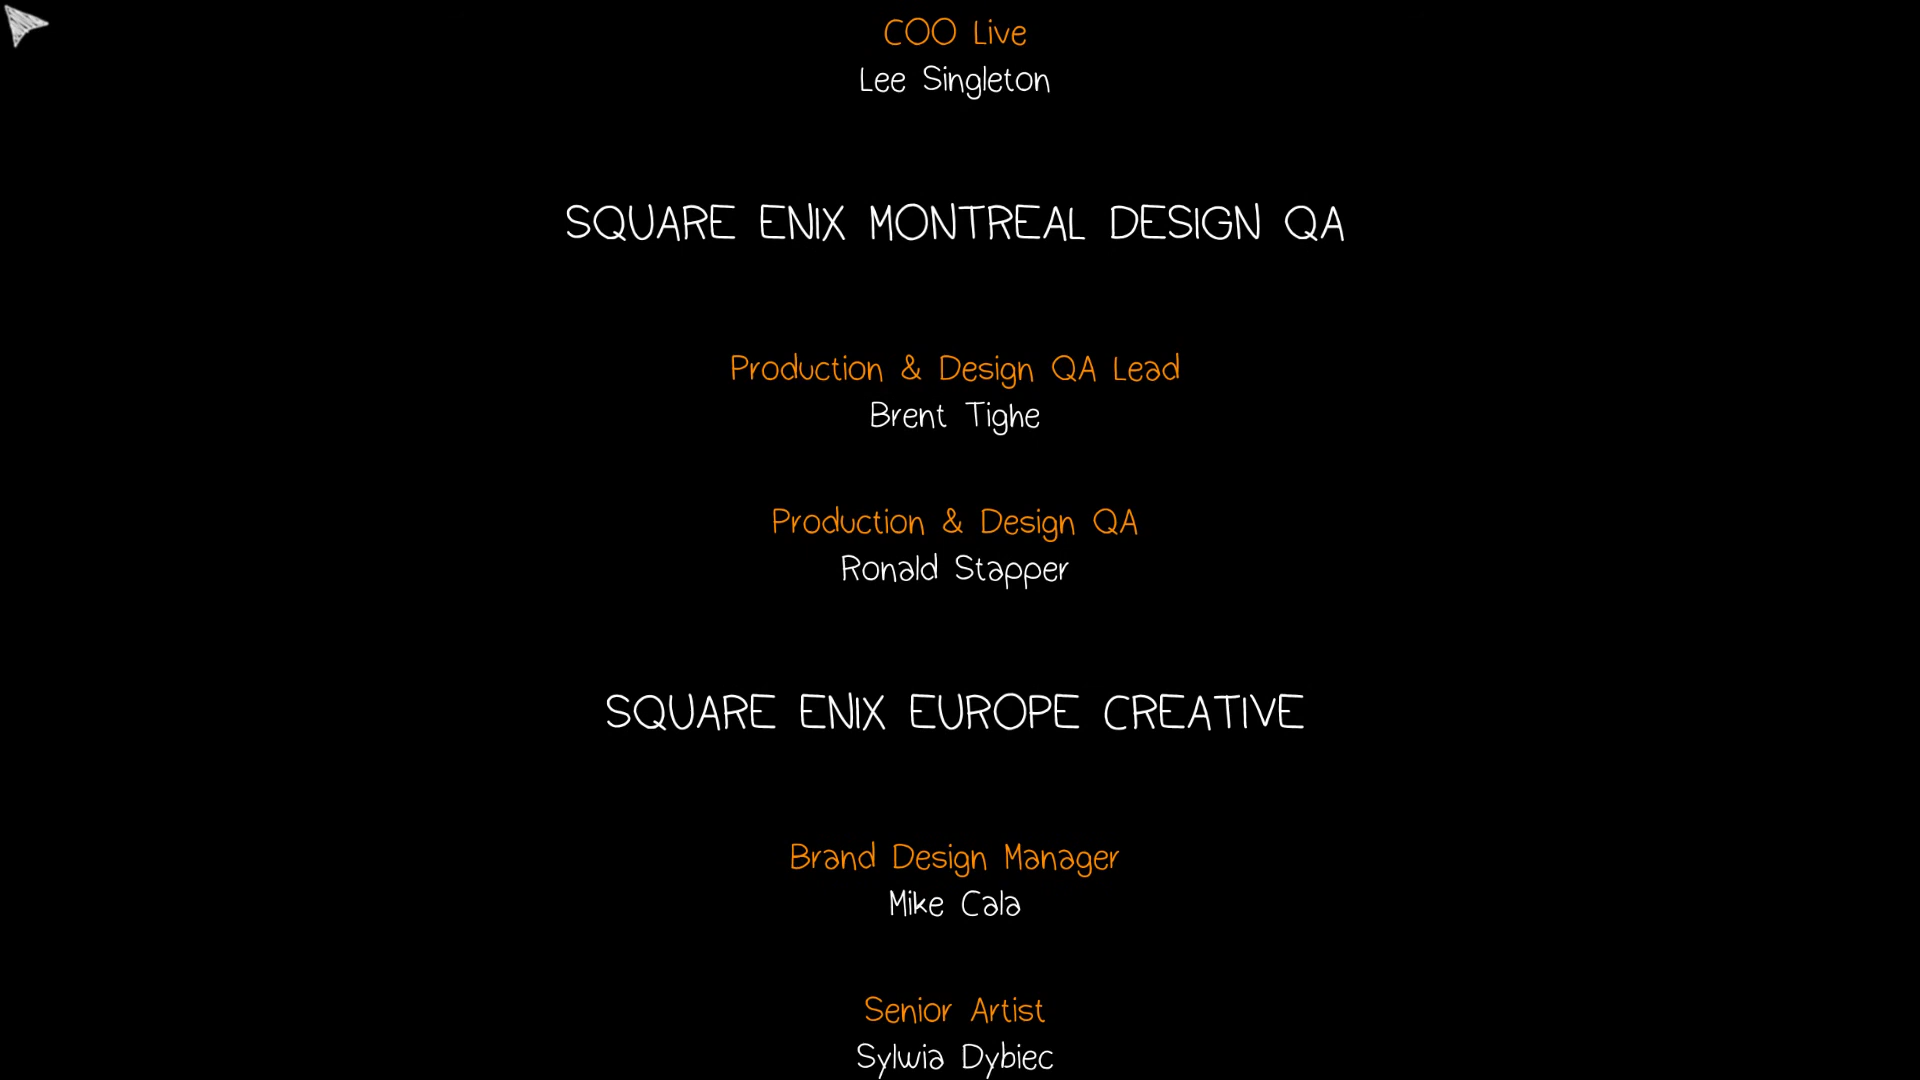 COO Live
Lee Singleton
SQUARE ENIX MONTREAL DESIGN QA
Production & Design QA Lead
Brent Tighe
Production & Design QA
Ronald Stapper
SQUARE ENIX EUROPE CREATIVE
Brand Design Manager
Mike Cala
Senior Artist
Sylwia Dybiec